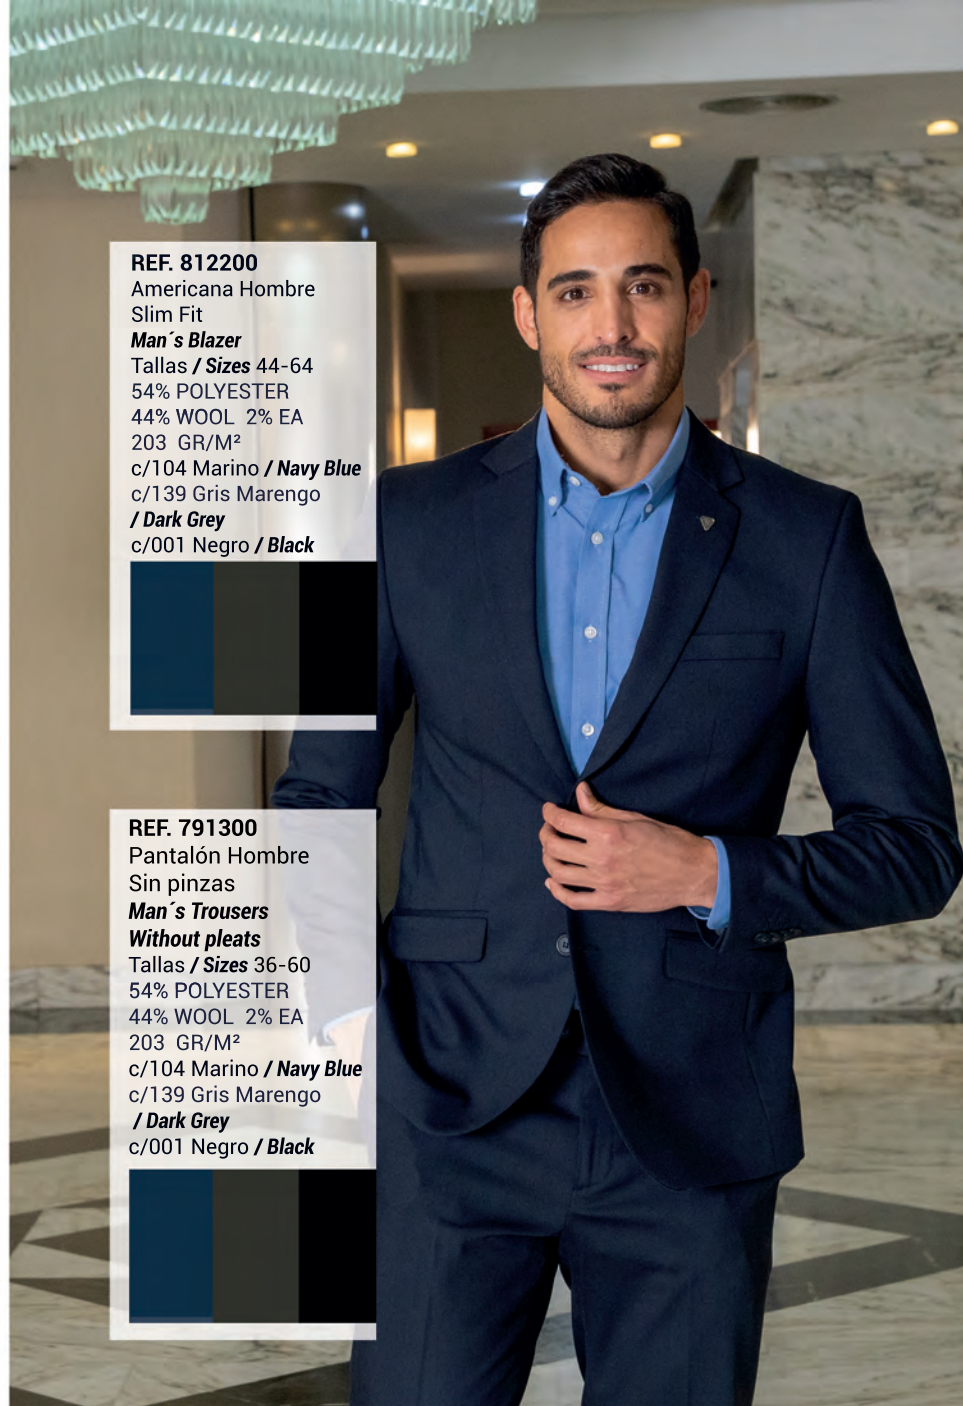 REF. 812200
Americana Hombre
Slim Fit
Man´s Blazer
Tallas / Sizes 44-64
54% POLYESTER
44% WOOL  2% EA
203  GR/M²
c/104 Marino / Navy Blue
c/139 Gris Marengo
/ Dark Grey
c/001 Negro / Black
REF. 791300
Pantalón Hombre
Sin pinzas
Man´s Trousers
Without pleats
Tallas / Sizes 36-60
54% POLYESTER
44% WOOL  2% EA
203  GR/M²
c/104 Marino / Navy Blue
c/139 Gris Marengo
/ Dark Grey
c/001 Negro / Black